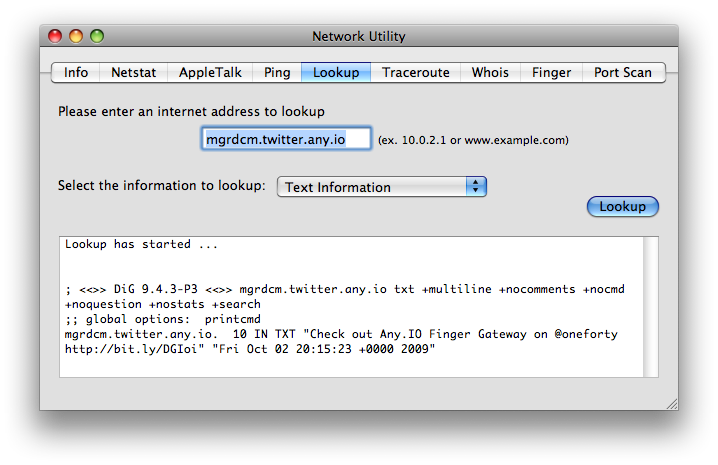 Network Utility
Info Netstat AppleTalk Ping Lookup Traceroute Whois Finger Port Scan
Please enter an internet address to lookup
mgrdcm.twitter.any.io (ex. 10.0.2.1 or www.example.com)
Select the information to lookup: Text Information
Lookup
Lookup has started ...
; <<>> DiG 9.4.3-P3 <<>> mgrdcm.twitter.any.io txt +multiline +nocomments +nocmd
+noquestion +nostats +search
;; global options:  printcmd
mgrdcm.twitter.any.io.  10 IN TXT "Check out Any.IO Finger Gateway on @oneforty
http://bit.ly/DGIoi" "Fri Oct 02 20:15:23 +0000 2009"